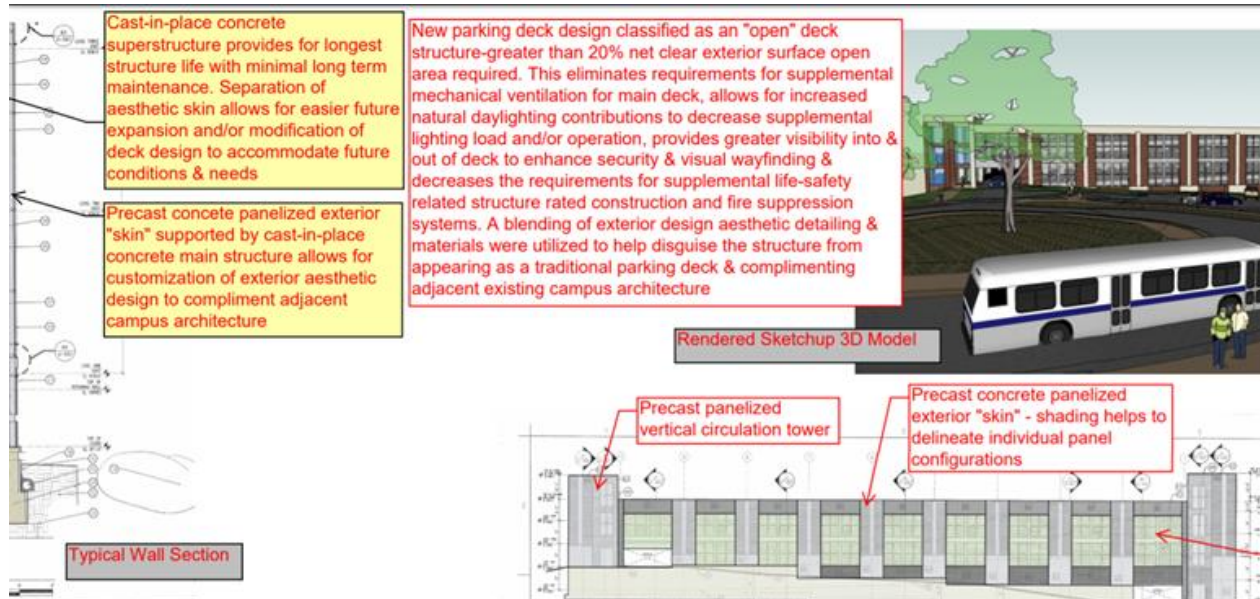 Cast-in-place concrete
superstructure provides for longest
structure life with minimal long term
maintenance. Separation of
aesthetic skin allows for easier future
expansion and/or modification of
deck design to accommodate future
conditions & needs
Precast concete panelized exterior
"skin" supported by cast-in-place
concrete main structure allows for
customization of exterior aesthetic
design to compliment adjacent
campus architecture
Typical Wall Section
New parking deck design classified as an "open" deck
structure-greater than 20% net clear exterior surface open
area required. This eliminates requirements for supplemental
mechanical ventilation for main deck, allows for increased
natural daylighting contributions to decrease supplemental
lighting load and/or operation, provides greater visibility into &
out of deck to enhance security & visual wayfinding &
decreases the requirements for supplemental life-safety
related structure rated construction and fire suppression
systems. A blending of exterior design aesthetic detailing &
materials were utilized to help disguise the structure from
appearing as a traditional parking deck & complimenting
adjacent existing campus architecture
Rendered Sketchup 3D Model
Precast panelized
vertical circulation tower
Precast concrete panelized
exterior "skin" - shading helps to
delineate individual panel
configurations